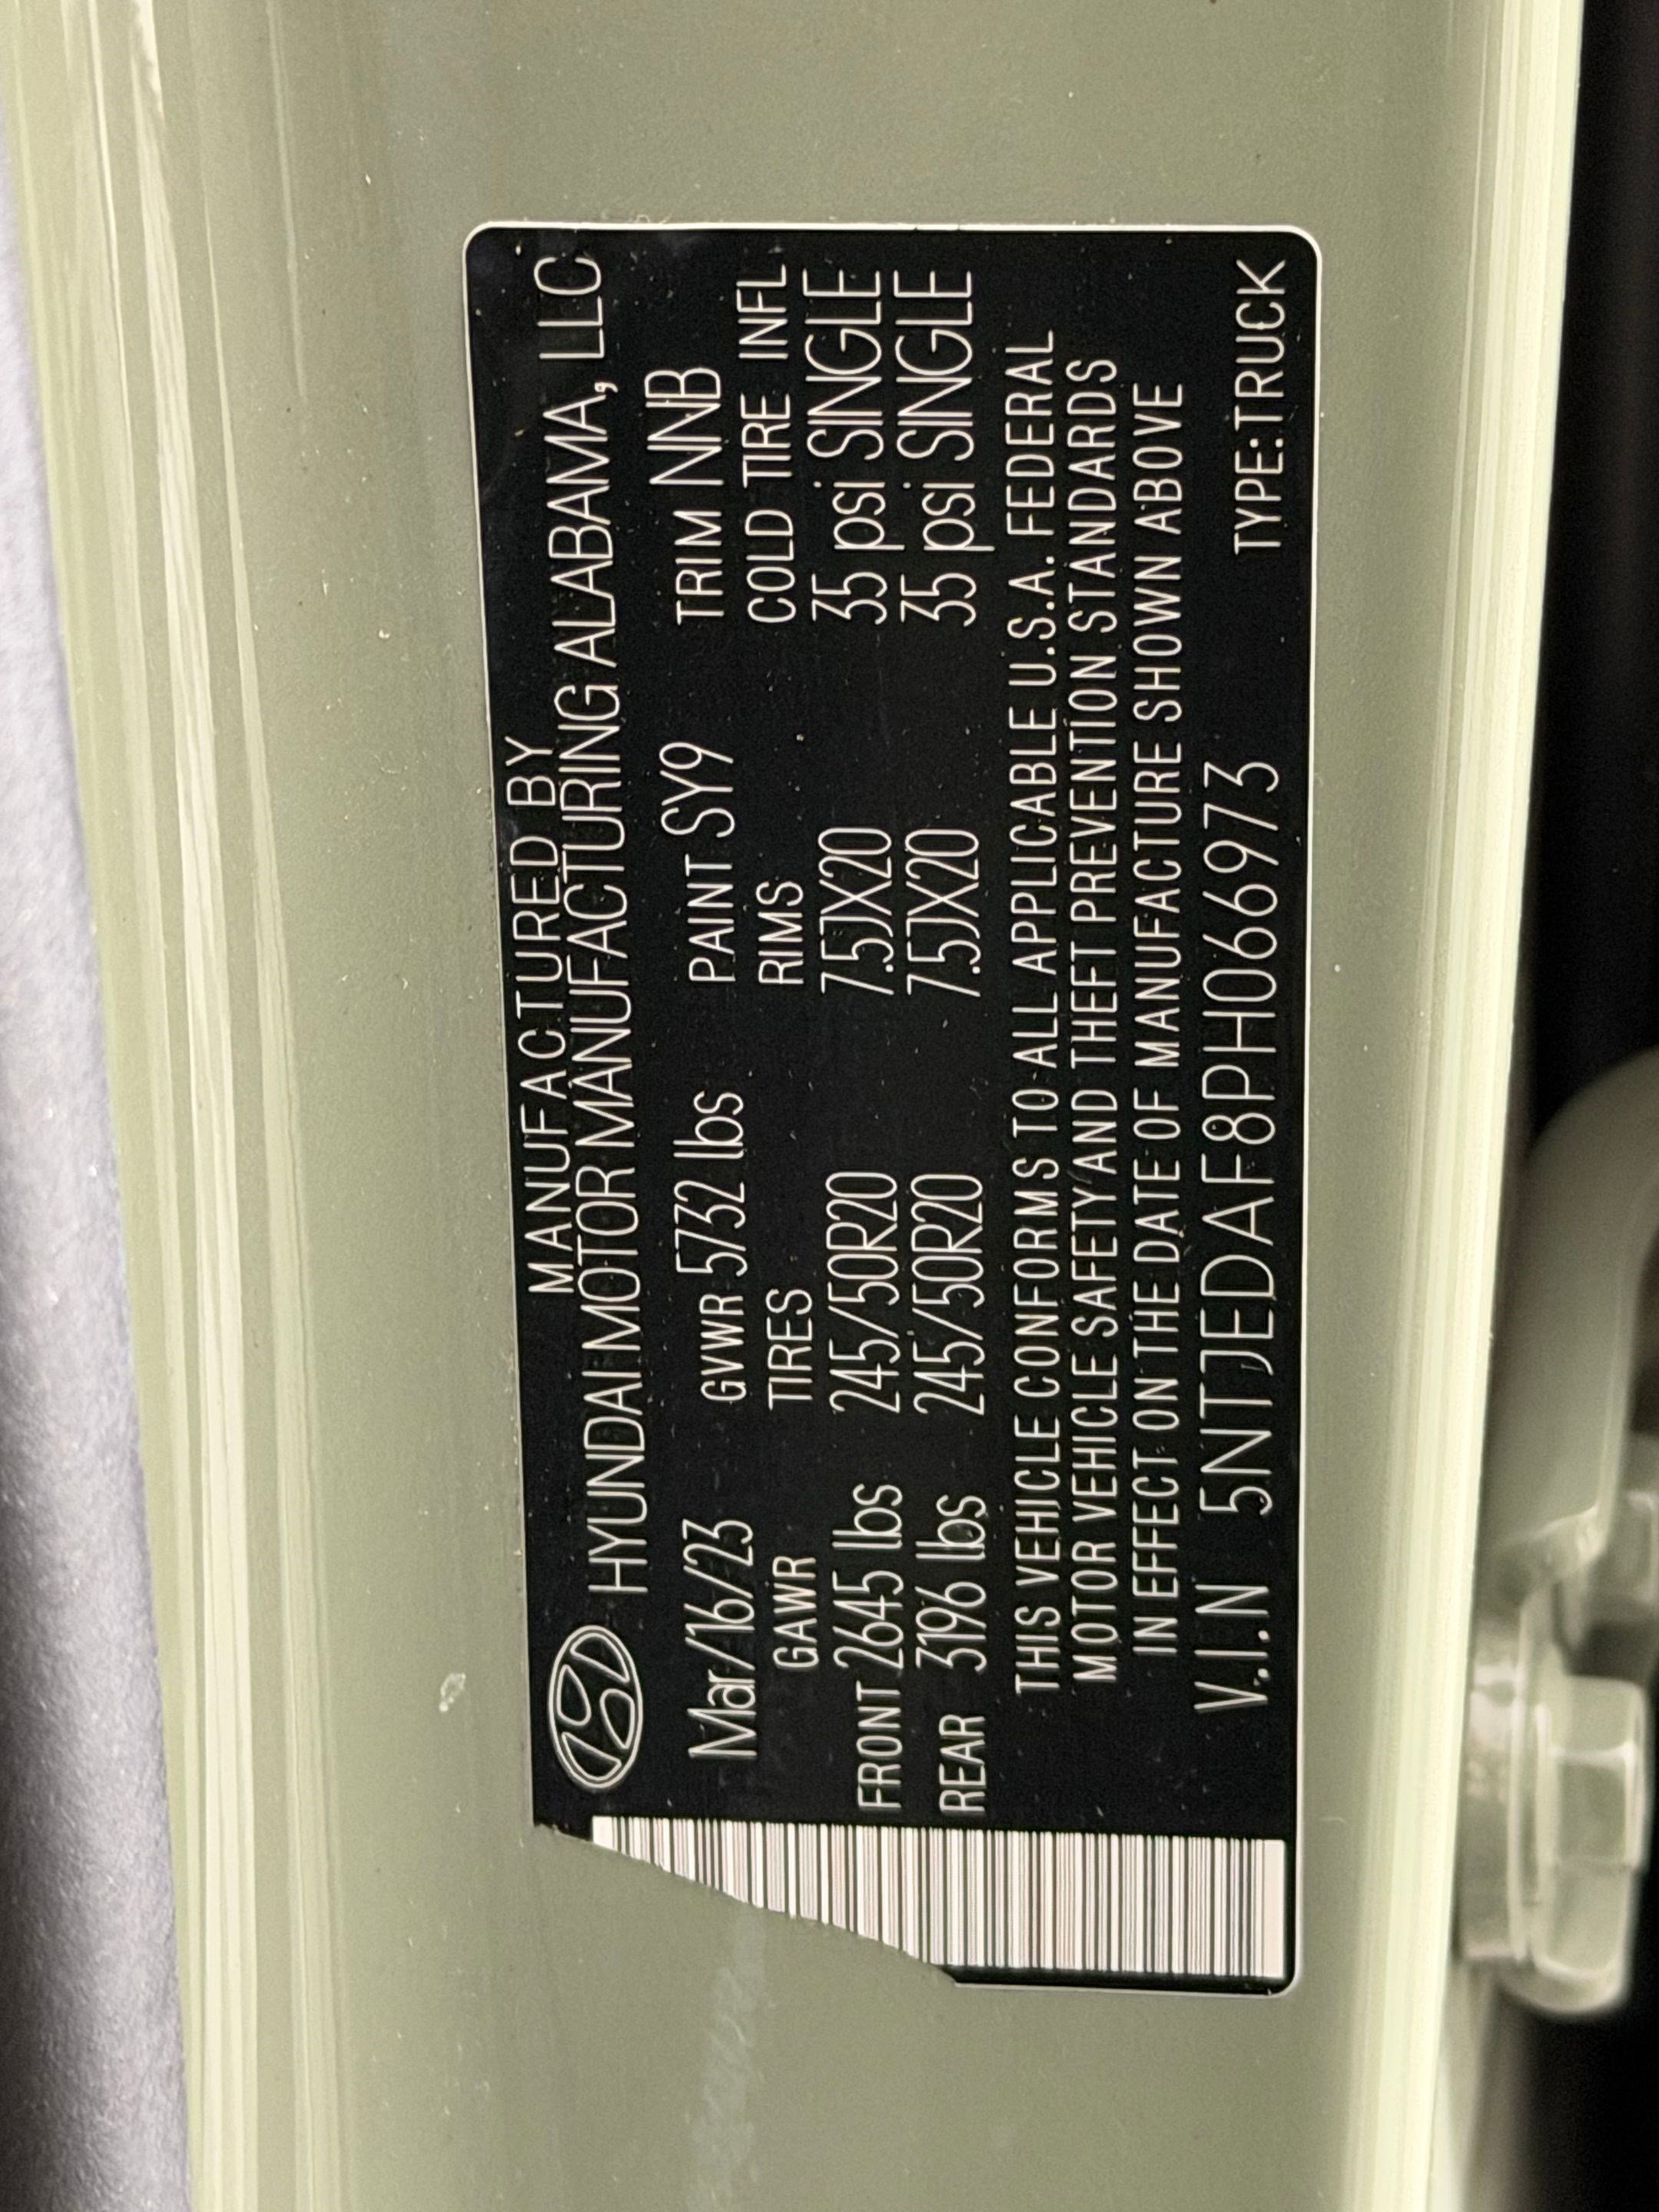 MANUFACTURED BY
HYUNDAI MOTOR MANUFACTURING ALABAMA, LLC
Mar/16/23 GVWR 5732 lbs PAINT SY9 TRIM NNB
GAWR TIRES RIMS COLD TIRE INFL
FRONT 2645 lbs 245/50R20 7.5JX20 35 psi SINGLE
REAR 3196 lbs 245/50R20 7.5JX20 35 psi SINGLE
THIS VEHICLE CONFORMS TO ALL APPLICABLE U.S.A. FEDERAL
MOTOR VEHICLE SAFETY AND THEFT PREVENTION STANDARDS
IN EFFECT ON THE DATE OF MANUFACTURE SHOWN ABOVE
V.I.N 5NTJEDAF8PH066973 TYPE:TRUCK